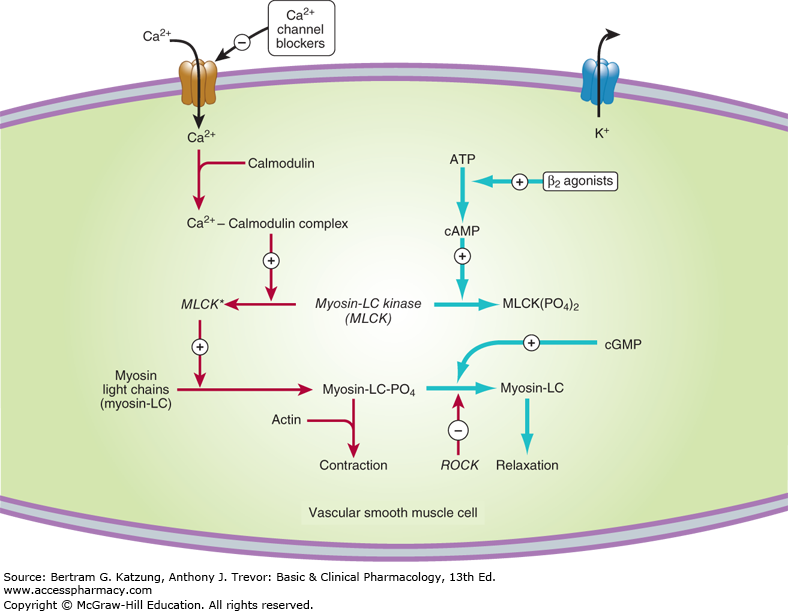 Ca²⁺
Ca²⁺
channel
blockers
−
Ca²⁺
K⁺
Calmodulin
ATP
+
β₂ agonists
Ca²⁺ – Calmodulin complex
cAMP
+
+
MLCK*
Myosin-LC kinase
(MLCK)
MLCK(PO₄)₂
+
+
cGMP
Myosin
light chains
(myosin-LC)
Myosin-LC-PO₄
Myosin-LC
Actin
−
Contraction
ROCK
Relaxation
Vascular smooth muscle cell
Source: Bertram G. Katzung, Anthony J. Trevor: Basic & Clinical Pharmacology, 13th Ed.
www.accesspharmacy.com
Copyright © McGraw-Hill Education. All rights reserved.